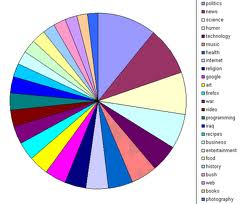 politics
news
science
humor
technology
music
health
internet
religion
google
art
firefox
war
video
programming
iraq
recipes
business
entertainment
food
history
bush
web
books
photography